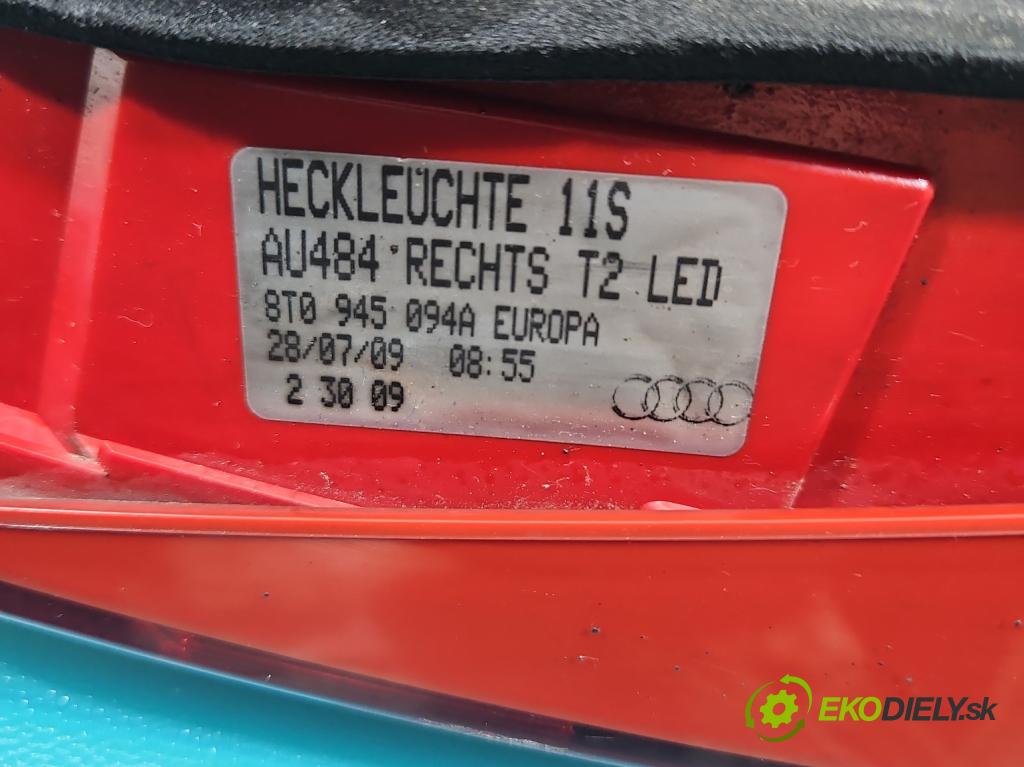 HECKLEUCHTE 11S
AU484 RECHTS T2 LED
8T0 945 094A EUROPA
28/07/09 08:55
2 30 09
EKODIELY.sk